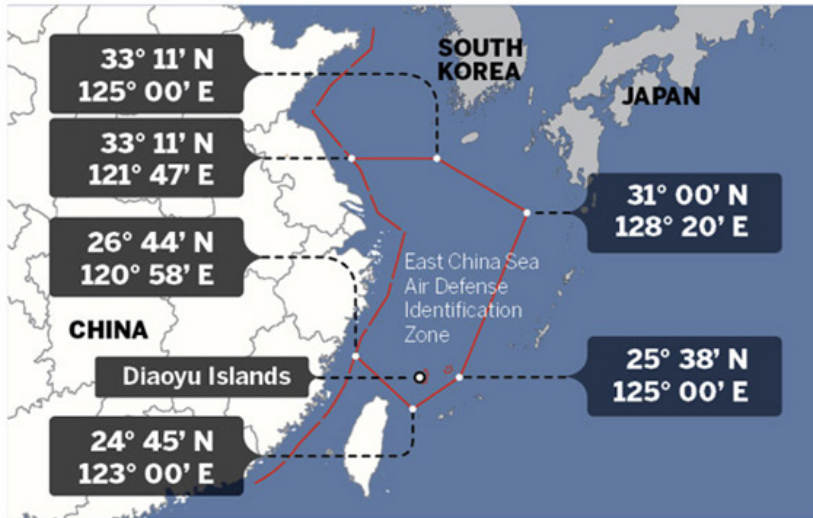 33° 11’ N
125° 00’ E
SOUTH
KOREA
JAPAN
33° 11’ N
121° 47’ E
31° 00’ N
128° 20’ E
26° 44’ N
120° 58’ E
East China Sea
Air Defense
Identification
Zone
CHINA
Diaoyu Islands
25° 38’ N
125° 00’ E
24° 45’ N
123° 00’ E